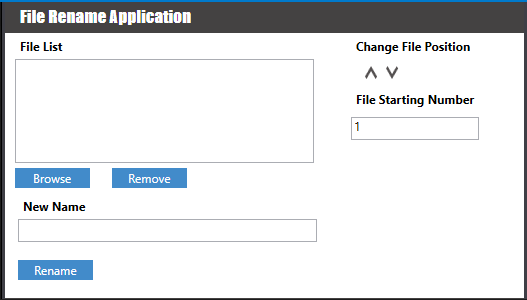 File Rename Application
File List
Change File Position
File Starting Number
1
Browse
Remove
New Name
Rename